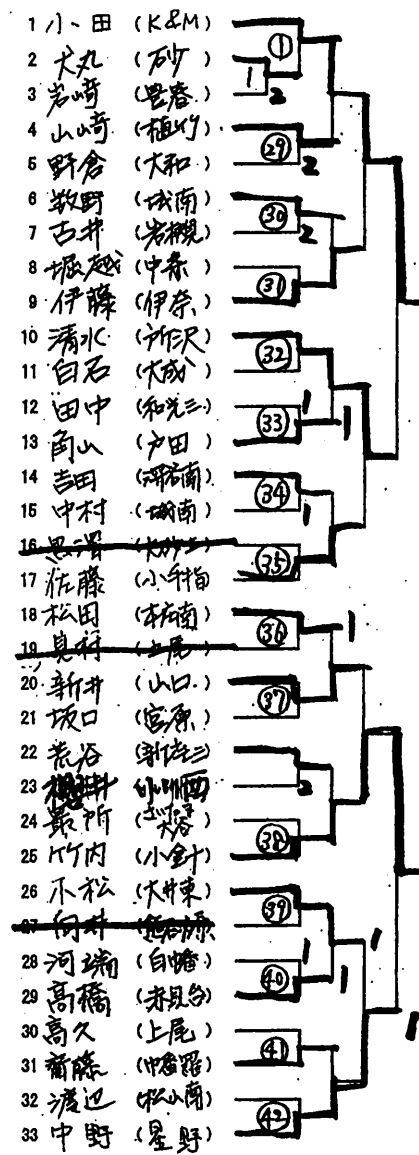 1 小田 (K&M)
2 犬丸 (砂)
3 岩崎 (豊春)
4 山崎 (植竹)
5 野倉 (大和)
6 牧野 (城南)
7 古井 (岩槻)
8 堀越 (中条)
9 伊藤 (伊奈)
10 清水 (所沢)
11 白石 (大成)
12 田中 (和光三)
13 角山 (戸田)
14 吉田 (南)
15 中村 (城南)
16
17 佐藤 (小手指)
18 松田 (本庄南)
19 (上尾)
20 新井 (山口)
21 坂口 (宮原)
22 荒谷 (新座三)
23 (西)
24 最所 (大谷)
25 竹内 (小針)
26 小松 (大井東)
27 向井
28 河端 (白幡)
29 高橋 (赤見台)
30 高久 (上尾)
31 齋藤
32 渡辺 (松山南)
33 中野 (星野)
①
1
2
㉙
2
㉚
2
㉛
㉜
1
㉝
1
㉞
1
㉟
㊱
1
㊲
2
㊳
㊴
1
1
㊵
1
㊶
1
㊷